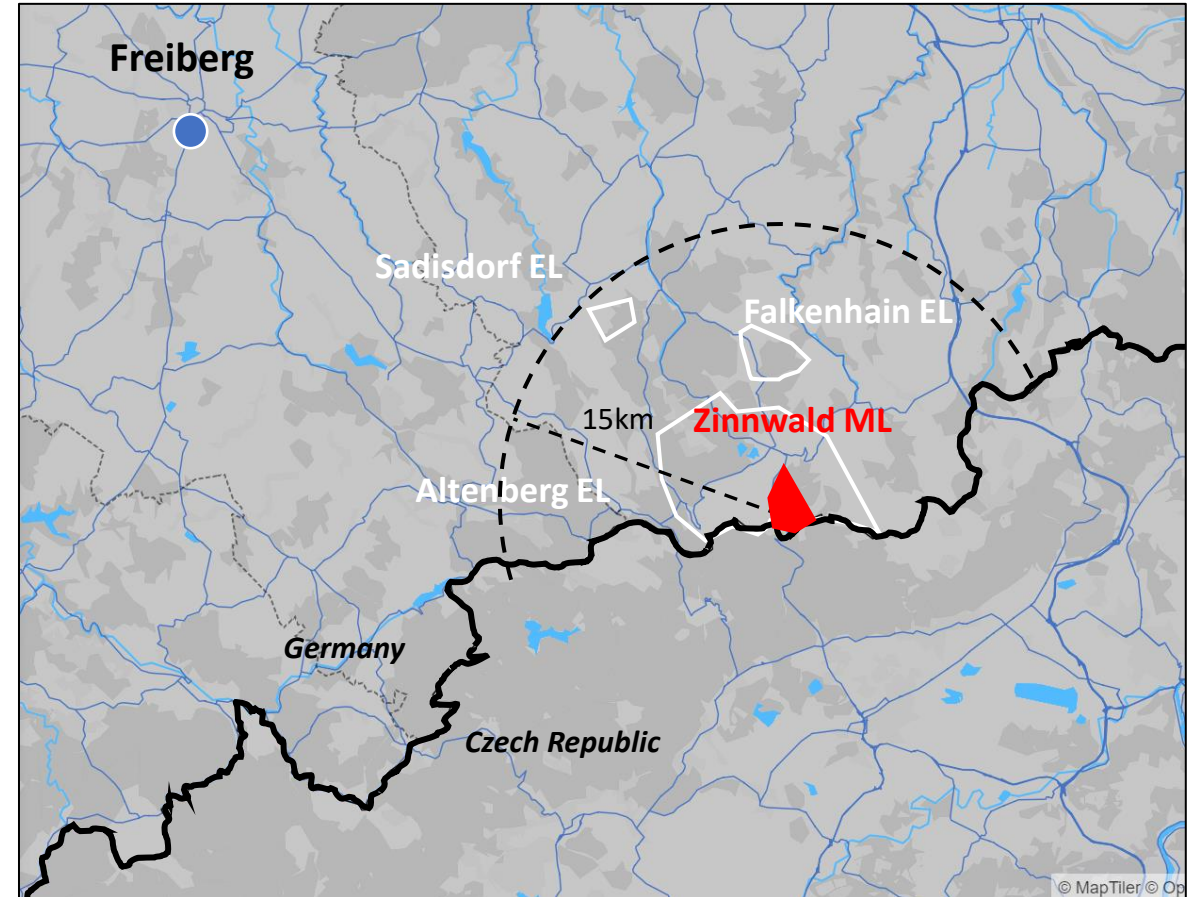 Freiberg
Sadisdorf EL
Falkenhain EL
15km
Zinnwald ML
Altenberg EL
Germany
Czech Republic
© MapTiler © Op